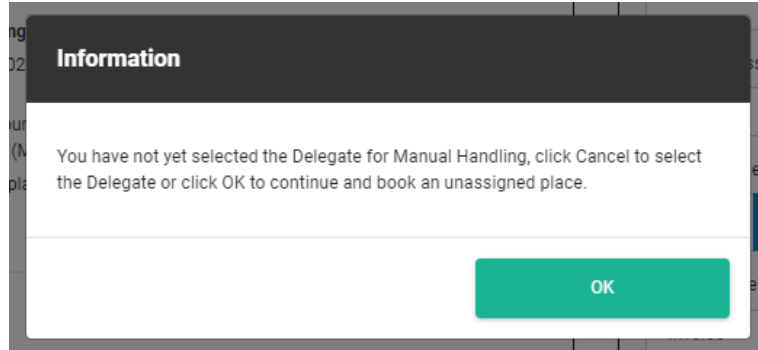 Information
You have not yet selected the Delegate for Manual Handling, click Cancel to select
the Delegate or click OK to continue and book an unassigned place.
OK